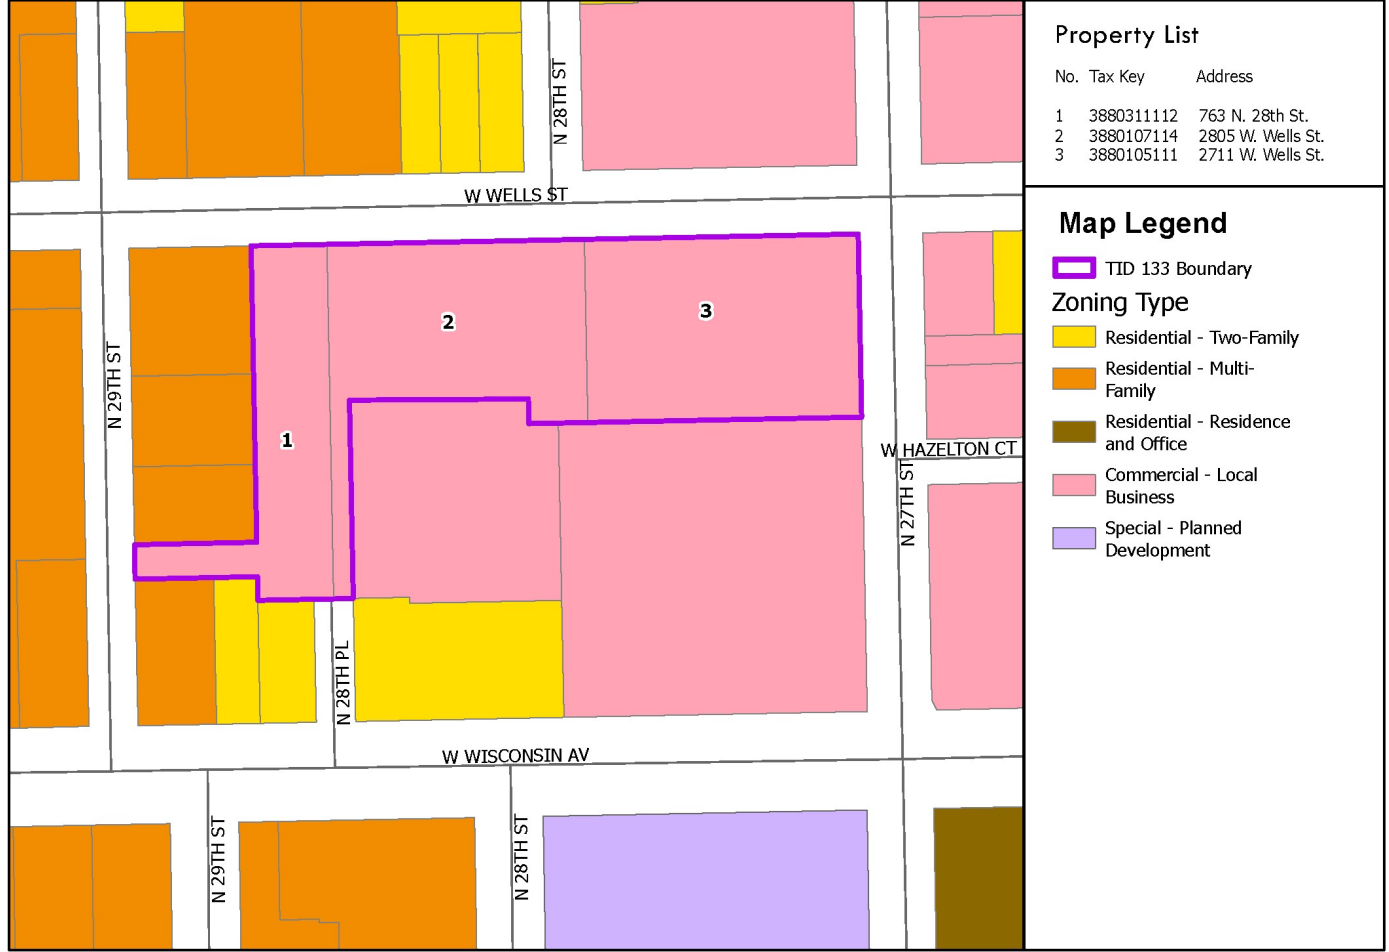 Property List
No. Tax Key Address
1 3880311112 763 N. 28th St.
2 3880107114 2805 W. Wells St.
3 3880105111 2711 W. Wells St.
Map Legend
TID 133 Boundary
Zoning Type
Residential - Two-Family
Residential - Multi-
Family
Residential - Residence
and Office
Commercial - Local
Business
Special - Planned
Development
N 28TH ST
W WELLS ST
N 29TH ST
1
2
3
W HAZELTON CT
N 27TH ST
N 28TH PL
W WISCONSIN AV
N 29TH ST
N 28TH ST